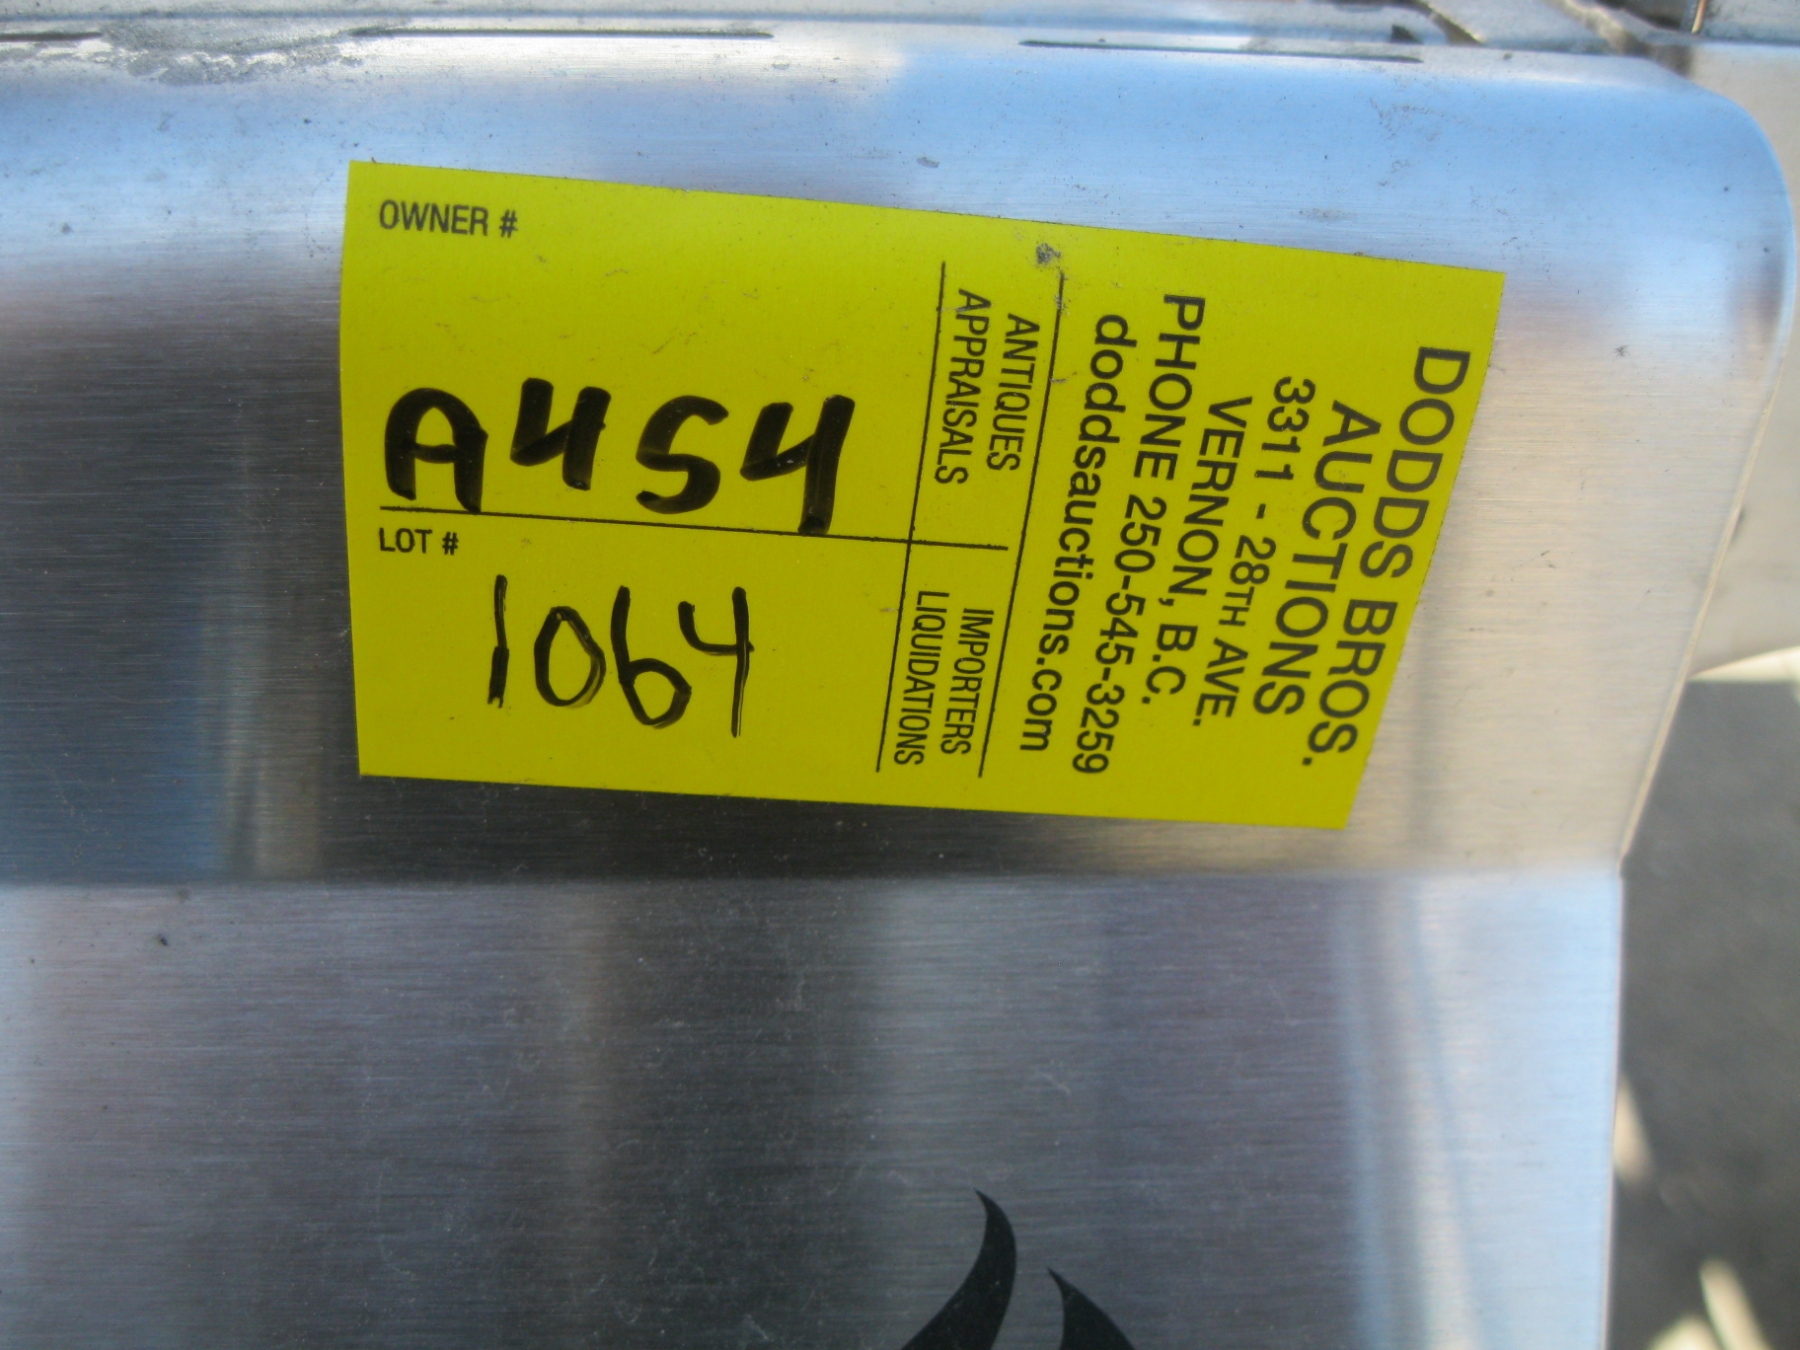 OWNER #
A454
LOT #
1064
DODDS BROS.
AUCTIONS
3311 - 28TH AVE.
VERNON, B.C.
PHONE 250-545-3259
doddsauctions.com
ANTIQUES
APPRAISALS
IMPORTERS
LIQUIDATIONS